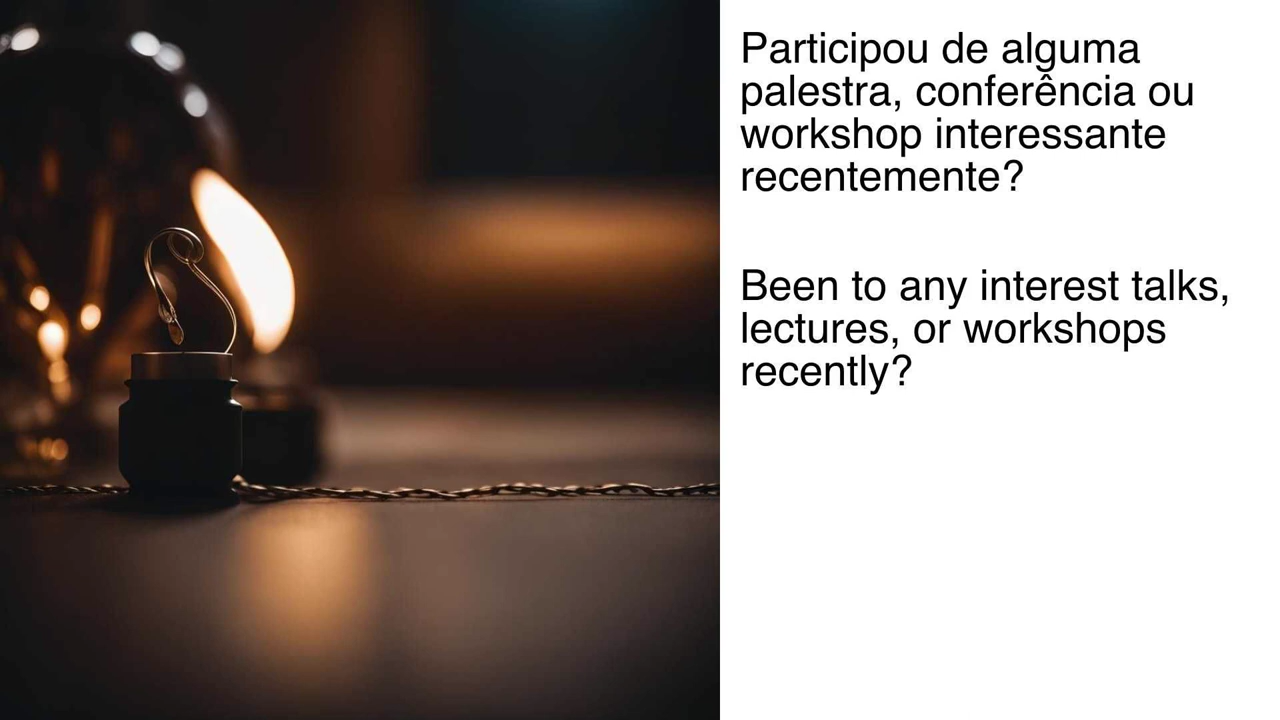 Participou de alguma
palestra, conferência ou
workshop interessante
recentemente?
Been to any interest talks,
lectures, or workshops
recently?